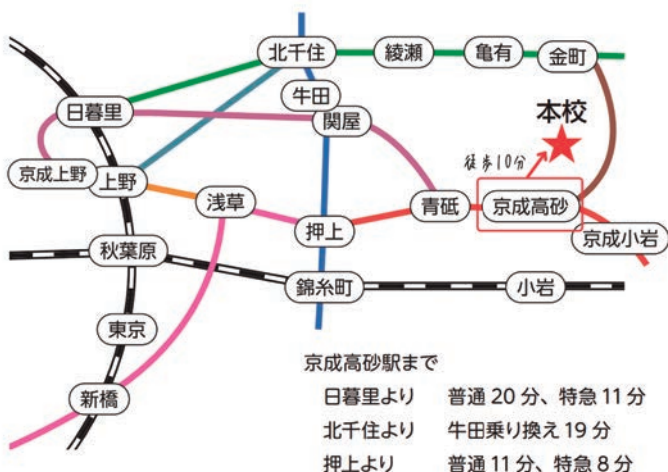 北千住
綾瀬
亀有
金町
牛田
日暮里
関屋
本校
徒歩10分
京成上野
上野
浅草
青砥
京成高砂
押上
京成小岩
秋葉原
錦糸町
小岩
東京
新橋
京成高砂駅まで
日暮里より 普通 20 分、特急 11 分
北千住より 牛田乗り換え 19 分
押上より 普通 11 分、特急 8 分